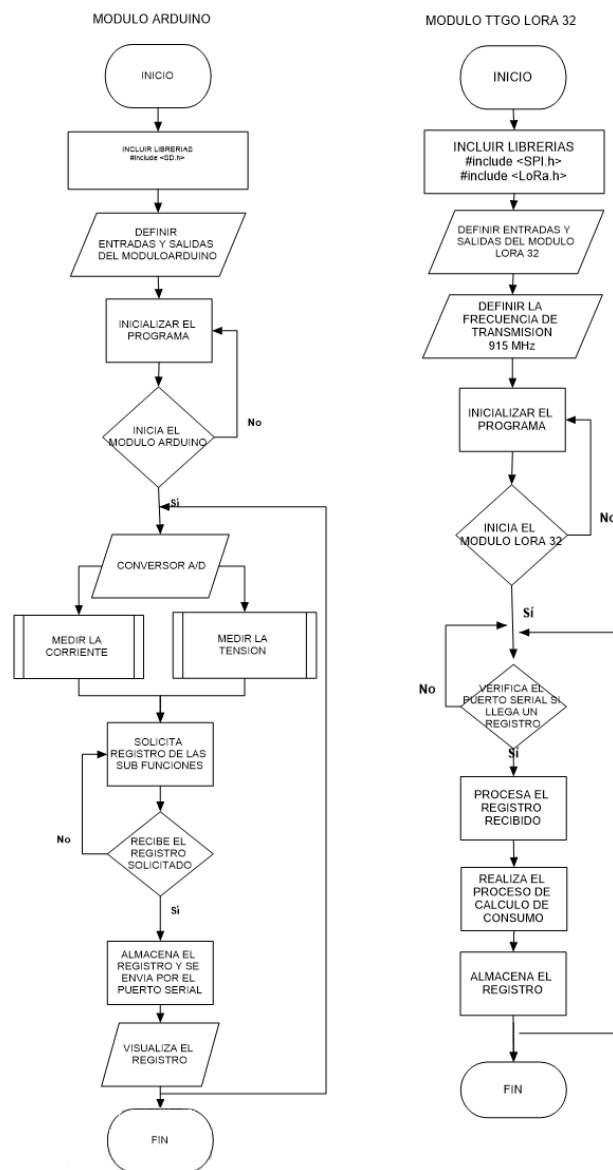 MODULO ARDUINO
INICIO
INCLUIR LIBRERIAS
#include <SD.h>
DEFINIR
ENTRADAS Y SALIDAS
DEL MODULOARDUINO
INICIALIZAR EL
PROGRAMA
INICIA EL
MODULO ARDUINO
No
Sí
CONVERSOR A/D
MEDIR LA
CORRIENTE
MEDIR LA
TENSION
SOLICITA
REGISTRO DE LAS
SUB FUNCIONES
No
RECIBE EL
REGISTRO
SOLICITADO
Sí
ALMACENA EL
REGISTRO Y SE
ENVIA POR EL
PUERTO SERIAL
VISUALIZA EL
REGISTRO
FIN
MODULO TTGO LORA 32
INICIO
INCLUIR LIBRERIAS
#include <SPI.h>
#include <LoRa.h>
DEFINIR ENTRADAS Y
SALIDAS DEL MODULO
LORA 32
DEFINIR LA
FRECUENCIA DE
TRANSMISION
915 MHz
INICIALIZAR EL
PROGRAMA
INICIA EL
MODULO LORA 32
No
Sí
No
VERIFICA EL
PUERTO SERIAL SI
LLEGA UN
REGISTRO
Sí
PROCESA EL
REGISTRO
RECIBIDO
REALIZA EL
PROCESO DE
CALCULO DE
CONSUMO
ALMACENA EL
REGISTRO
FIN